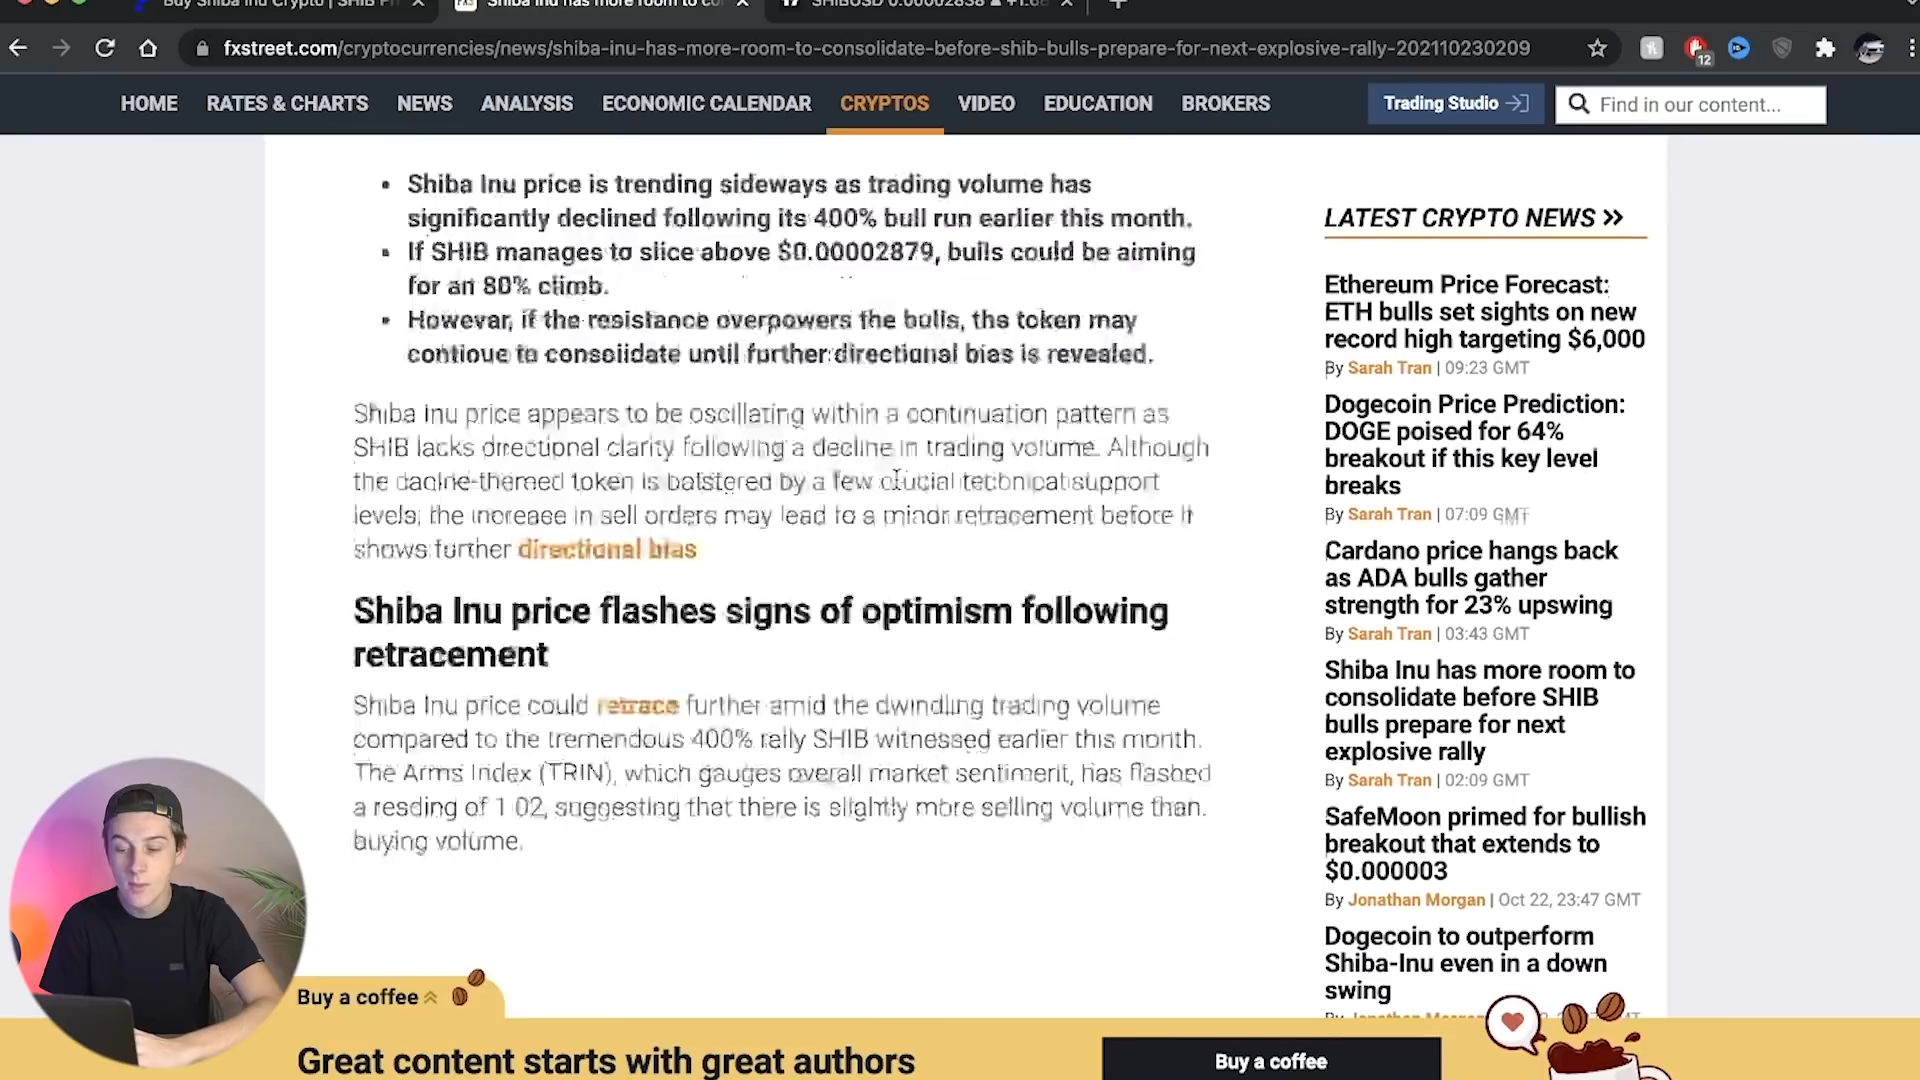 Buy Shiba Inu Crypto | SHIB Pr
Shiba Inu has more room to co
SHIBUSD 0.00002838 ▲ +1.68
fxstreet.com/cryptocurrencies/news/shiba-inu-has-more-room-to-consolidate-before-shib-bulls-prepare-for-next-explosive-rally-202110230209
12
HOME RATES & CHARTS NEWS ANALYSIS ECONOMIC CALENDAR CRYPTOS VIDEO EDUCATION BROKERS Trading Studio Find in our content...
• Shiba Inu price is trending sideways as trading volume has
significantly declined following its 400% bull run earlier this month.
• If SHIB manages to slice above $0.00002879, bulls could be aiming
for an 80% climb.
• However, if the resistance overpowers the bulls, the token may
continue to consolidate until further directional bias is revealed.
Shiba Inu price appears to be oscillating within a continuation pattern as
SHIB lacks directional clarity following a decline in trading volume. Although
the canine-themed token is bolstered by a few crucial technical support
levels, the increase in sell orders may lead to a minor retracement before it
shows further directional bias
Shiba Inu price flashes signs of optimism following
retracement
Shiba Inu price could retrace further amid the dwindling trading volume
compared to the tremendous 400% rally SHIB witnessed earlier this month.
The Arms Index (TRIN), which gauges overall market sentiment, has flashed
a reading of 1.02, suggesting that there is slightly more selling volume than
buying volume.
LATEST CRYPTO NEWS »
Ethereum Price Forecast:
ETH bulls set sights on new
record high targeting $6,000
By Sarah Tran | 09:23 GMT
Dogecoin Price Prediction:
DOGE poised for 64%
breakout if this key level
breaks
By Sarah Tran | 07:09 GMT
Cardano price hangs back
as ADA bulls gather
strength for 23% upswing
By Sarah Tran | 03:43 GMT
Shiba Inu has more room to
consolidate before SHIB
bulls prepare for next
explosive rally
By Sarah Tran | 02:09 GMT
SafeMoon primed for bullish
breakout that extends to
$0.000003
By Jonathan Morgan | Oct 22, 23:47 GMT
Dogecoin to outperform
Shiba-Inu even in a down
swing
Buy a coffee
Great content starts with great authors
Buy a coffee